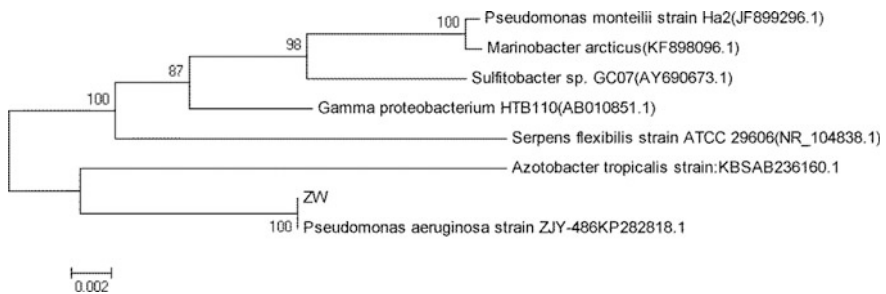 100
Pseudomonas monteilii strain Ha2(JF899296.1)
98
Marinobacter arcticus(KF898096.1)
87
Sulfitobacter sp. GC07(AY690673.1)
100
Gamma proteobacterium HTB110(AB010851.1)
Serpens flexibilis strain ATCC 29606(NR_104838.1)
Azotobacter tropicalis strain:KBSAB236160.1
ZW
100
Pseudomonas aeruginosa strain ZJY-486KP282818.1
0.002